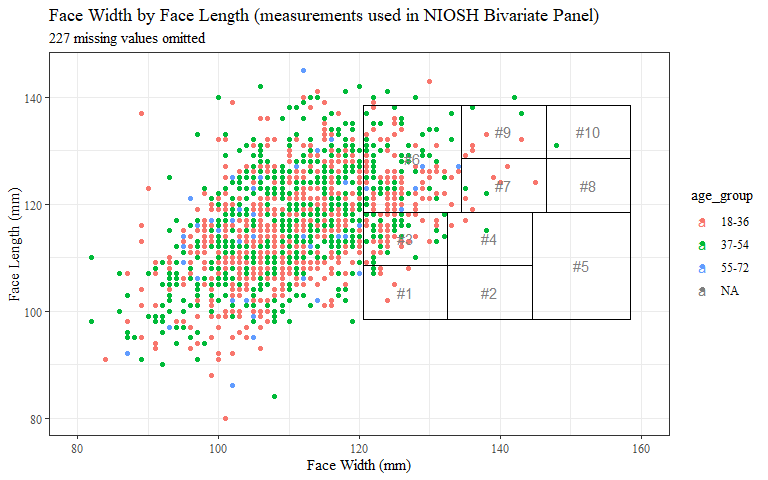 Face Width by Face Length (measurements used in NIOSH Bivariate Panel)
227 missing values omitted
Face Length (mm)
140
120
100
80
#9
#10
#6
#7
#8
#3
#4
#5
#1
#2
80
100
120
140
160
Face Width (mm)
age_group
a 18-36
a 37-54
a 55-72
a NA